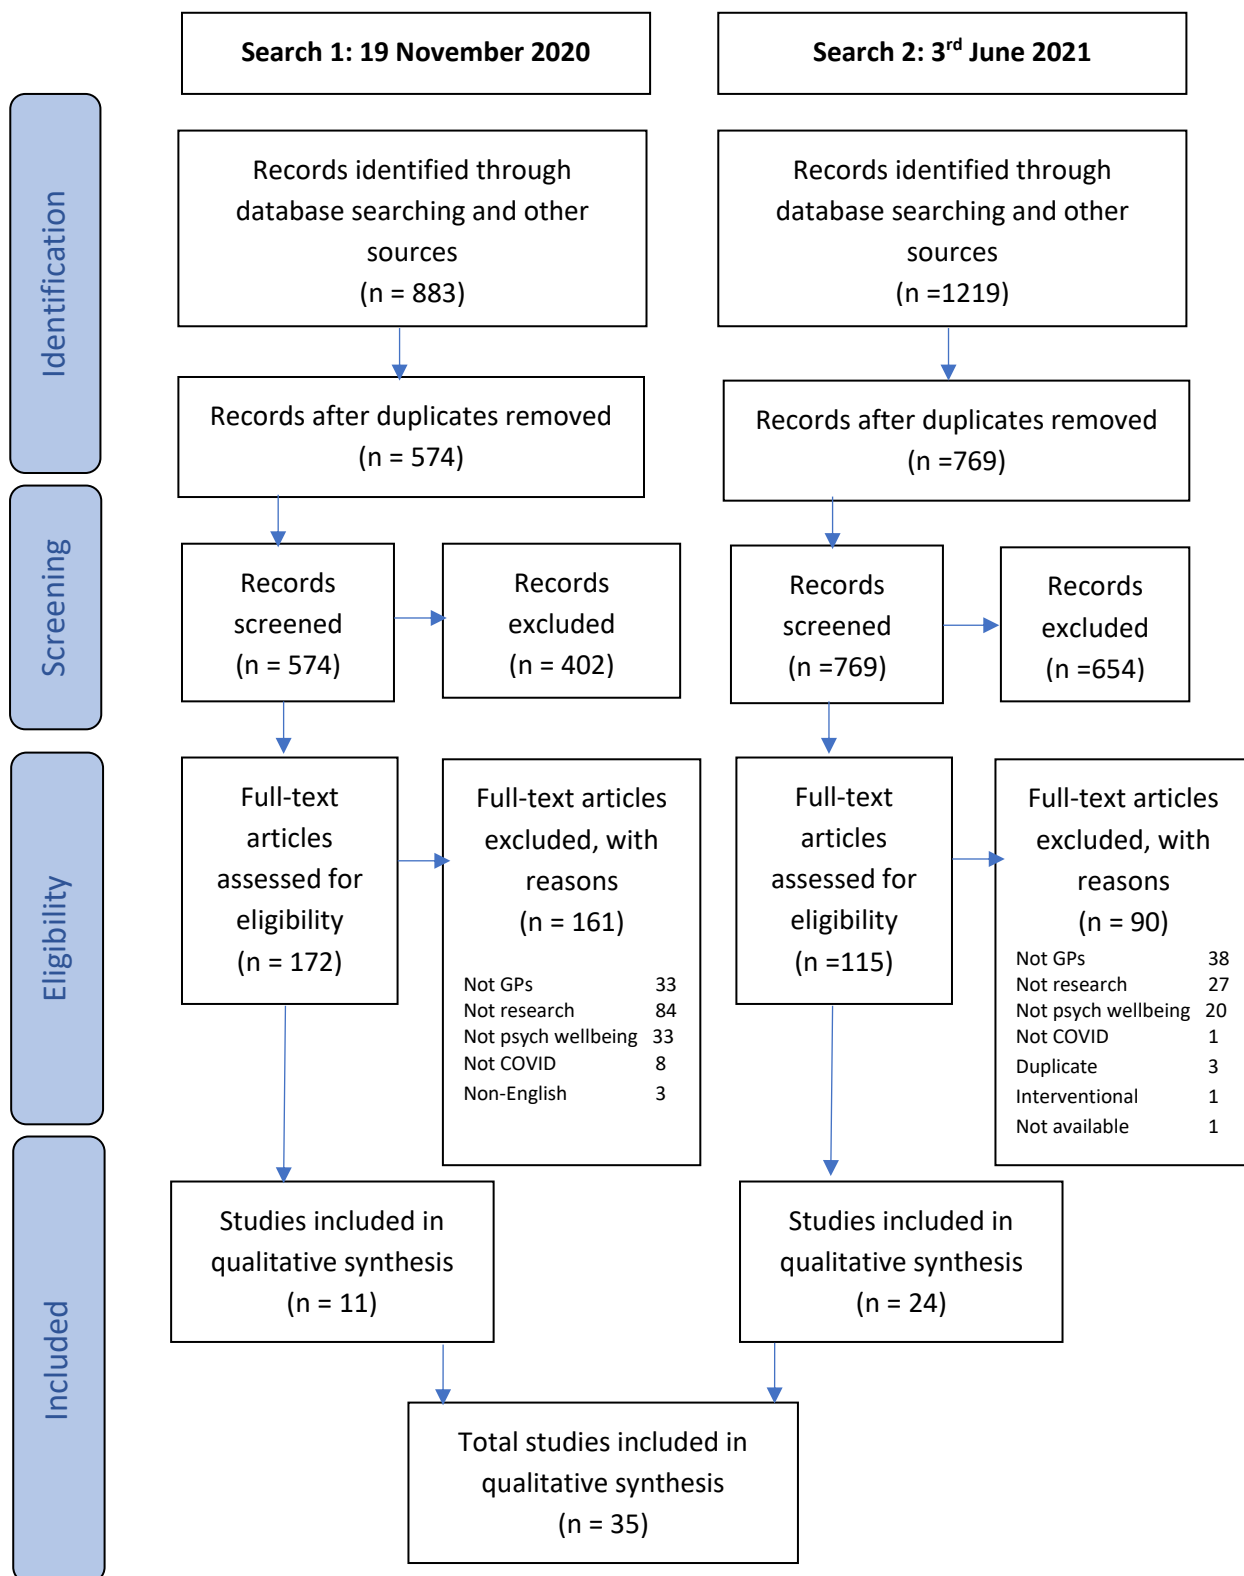 Search 1: 19 November 2020
Search 2: 3rd June 2021
Identification
Records identified through
database searching and other
sources
(n = 883)
Records identified through
database searching and other
sources
(n =1219)
Records after duplicates removed
(n = 574)
Records after duplicates removed
(n =769)
Screening
Records
screened
(n = 574)
Records
excluded
(n = 402)
Records
screened
(n =769)
Records
excluded
(n =654)
Eligibility
Full-text
articles
assessed for
eligibility
(n = 172)
Full-text articles
excluded, with
reasons
(n = 161)
Not GPs 33
Not research 84
Not psych wellbeing 33
Not COVID 8
Non-English 3
Full-text
articles
assessed for
eligibility
(n =115)
Full-text articles
excluded, with
reasons
(n = 90)
Not GPs 38
Not research 27
Not psych wellbeing 20
Not COVID 1
Duplicate 3
Interventional 1
Not available 1
Included
Studies included in
qualitative synthesis
(n = 11)
Studies included in
qualitative synthesis
(n = 24)
Total studies included in
qualitative synthesis
(n = 35)